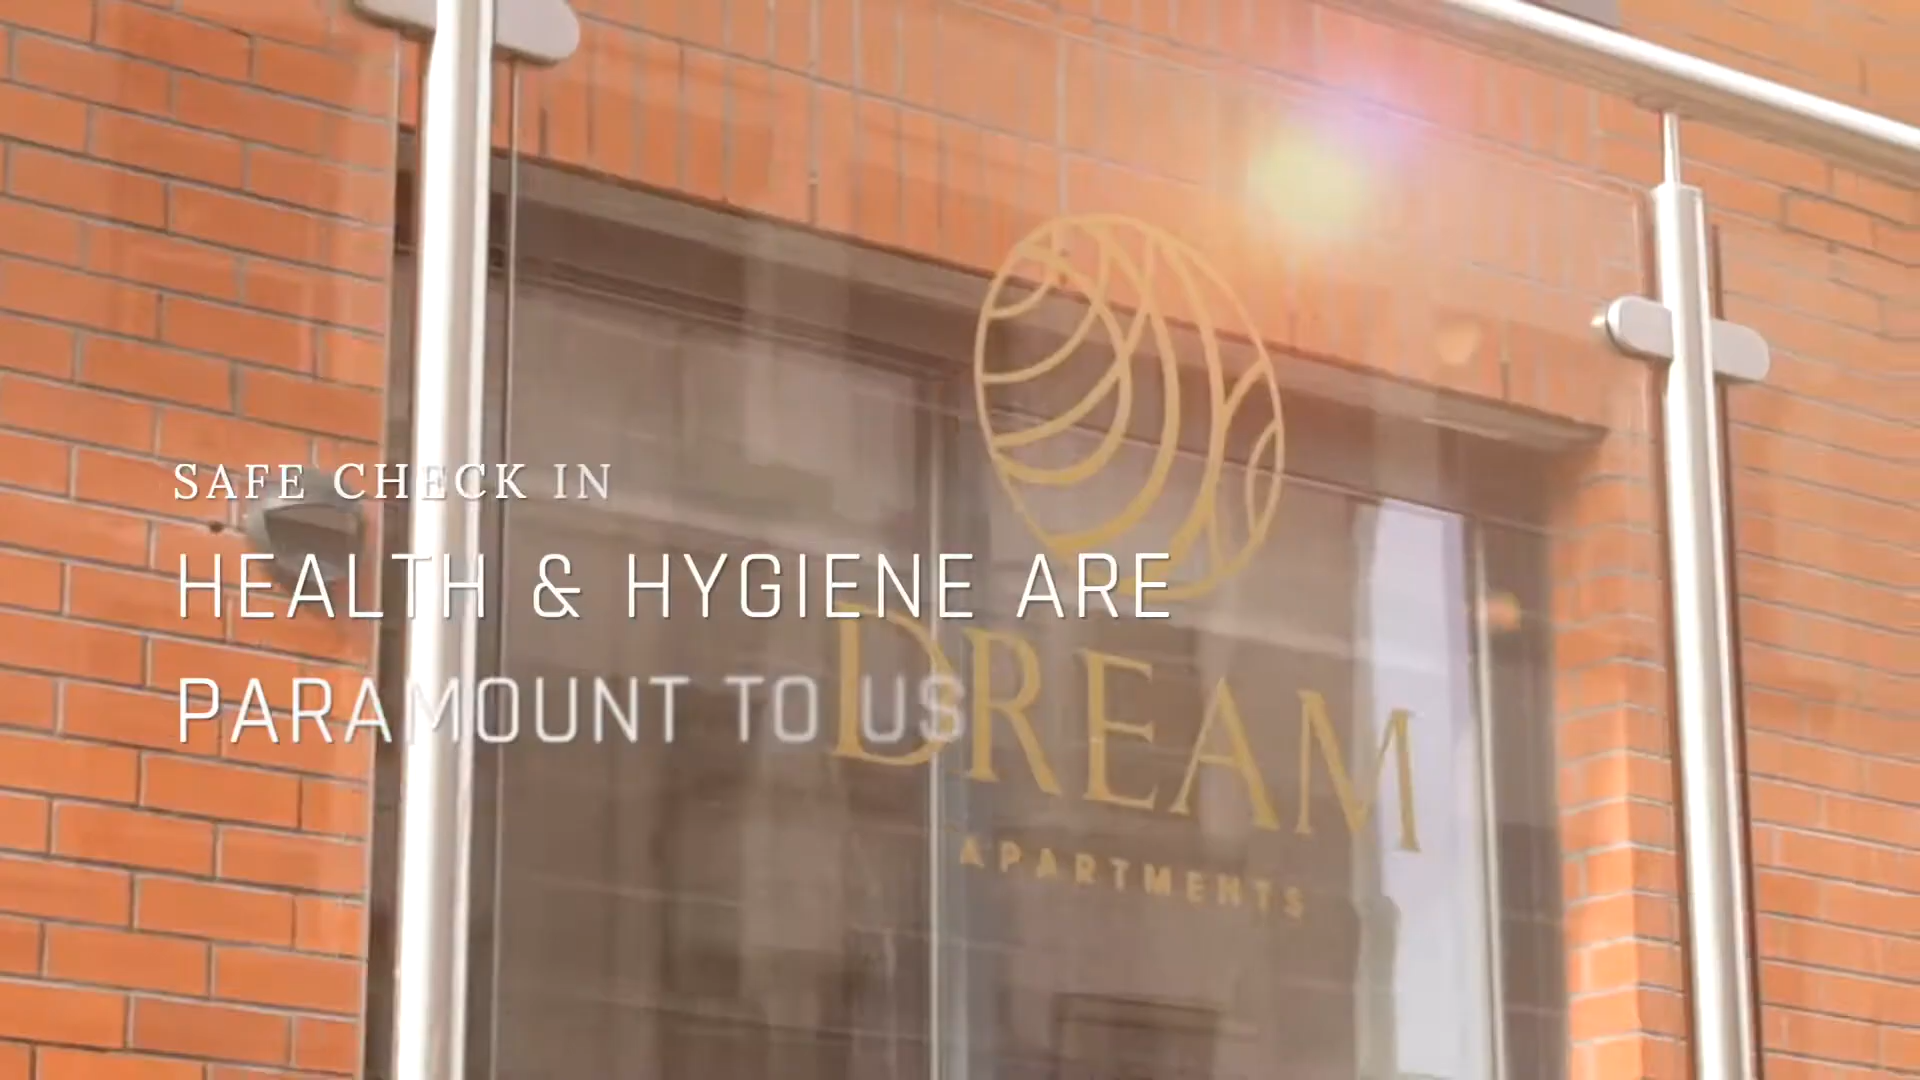 SAFE CHECK IN
HEALTH & HYGIENE ARE
PARAMOUNT TO US
DREAM
APARTMENTS